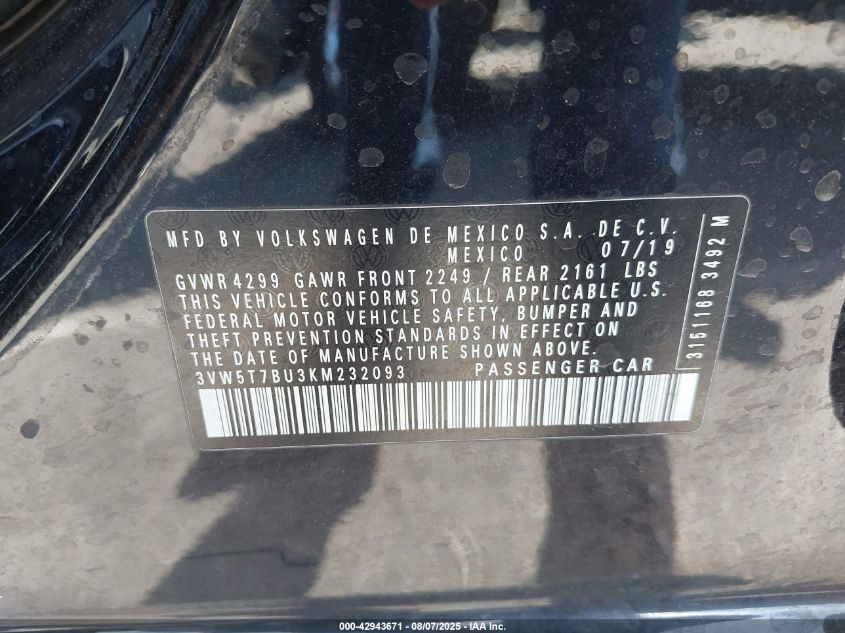 MFD BY VOLKSWAGEN DE MEXICO S.A. DE C.V.
MEXICO 07/19
GVWR 4299 GAWR FRONT 2249 / REAR 2161 LBS
THIS VEHICLE CONFORMS TO ALL APPLICABLE U.S.
FEDERAL MOTOR VEHICLE SAFETY, BUMPER AND
THEFT PREVENTION STANDARDS IN EFFECT ON
THE DATE OF MANUFACTURE SHOWN ABOVE.
3VW5T7BU3KM232093 PASSENGER CAR
3151168 3492 M
000-42943671 - 08/07/2025 - IAA Inc.